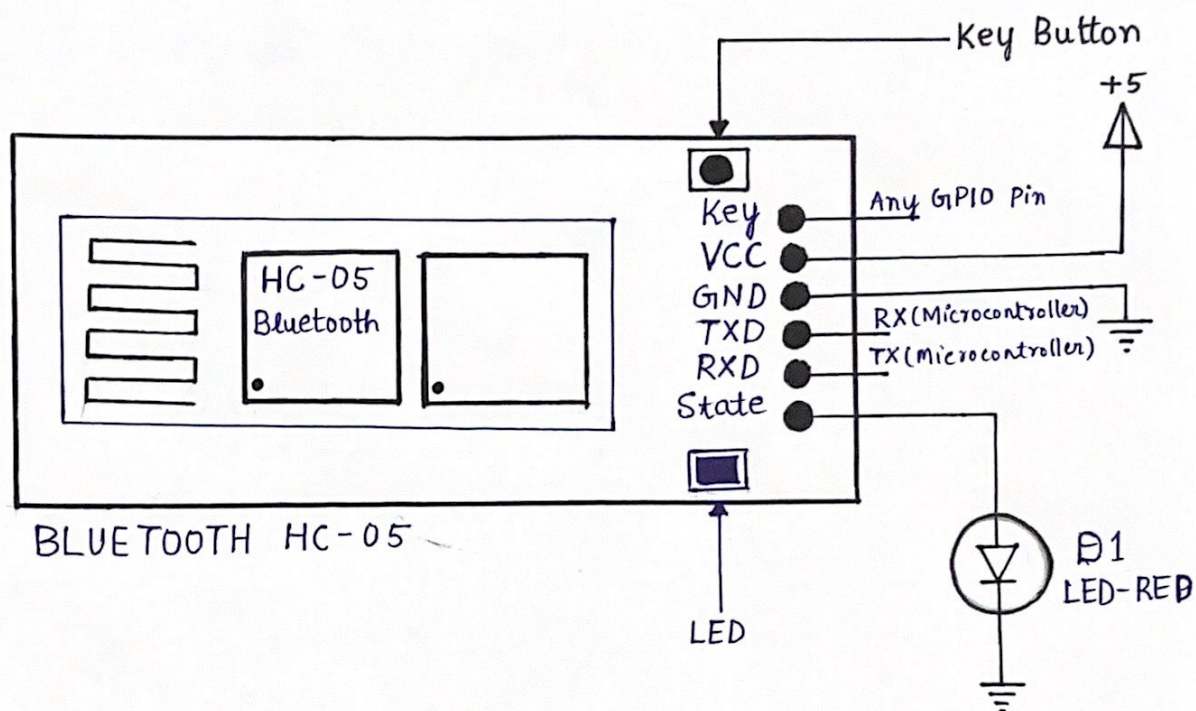 Key Button
+5
Key
Any GPIO Pin
VCC
GND
TXD
RX(Microcontroller)
RXD
TX(Microcontroller)
State
HC-05
Bluetooth
BLUETOOTH HC-05
LED
D1
LED-RED